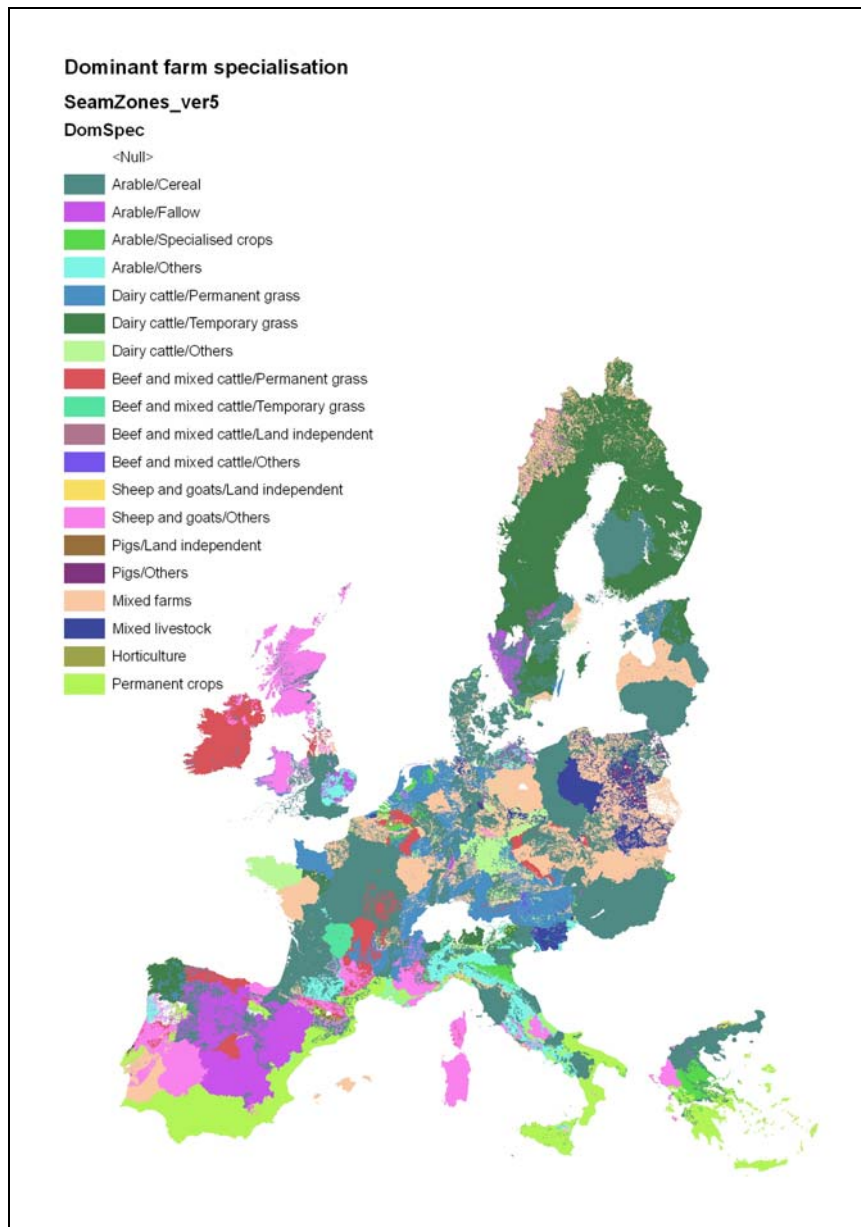 Dominant farm specialisation
SeamZones_ver5
DomSpec
<Null>
Arable/Cereal
Arable/Fallow
Arable/Specialised crops
Arable/Others
Dairy cattle/Permanent grass
Dairy cattle/Temporary grass
Dairy cattle/Others
Beef and mixed cattle/Permanent grass
Beef and mixed cattle/Temporary grass
Beef and mixed cattle/Land independent
Beef and mixed cattle/Others
Sheep and goats/Land independent
Sheep and goats/Others
Pigs/Land independent
Pigs/Others
Mixed farms
Mixed livestock
Horticulture
Permanent crops